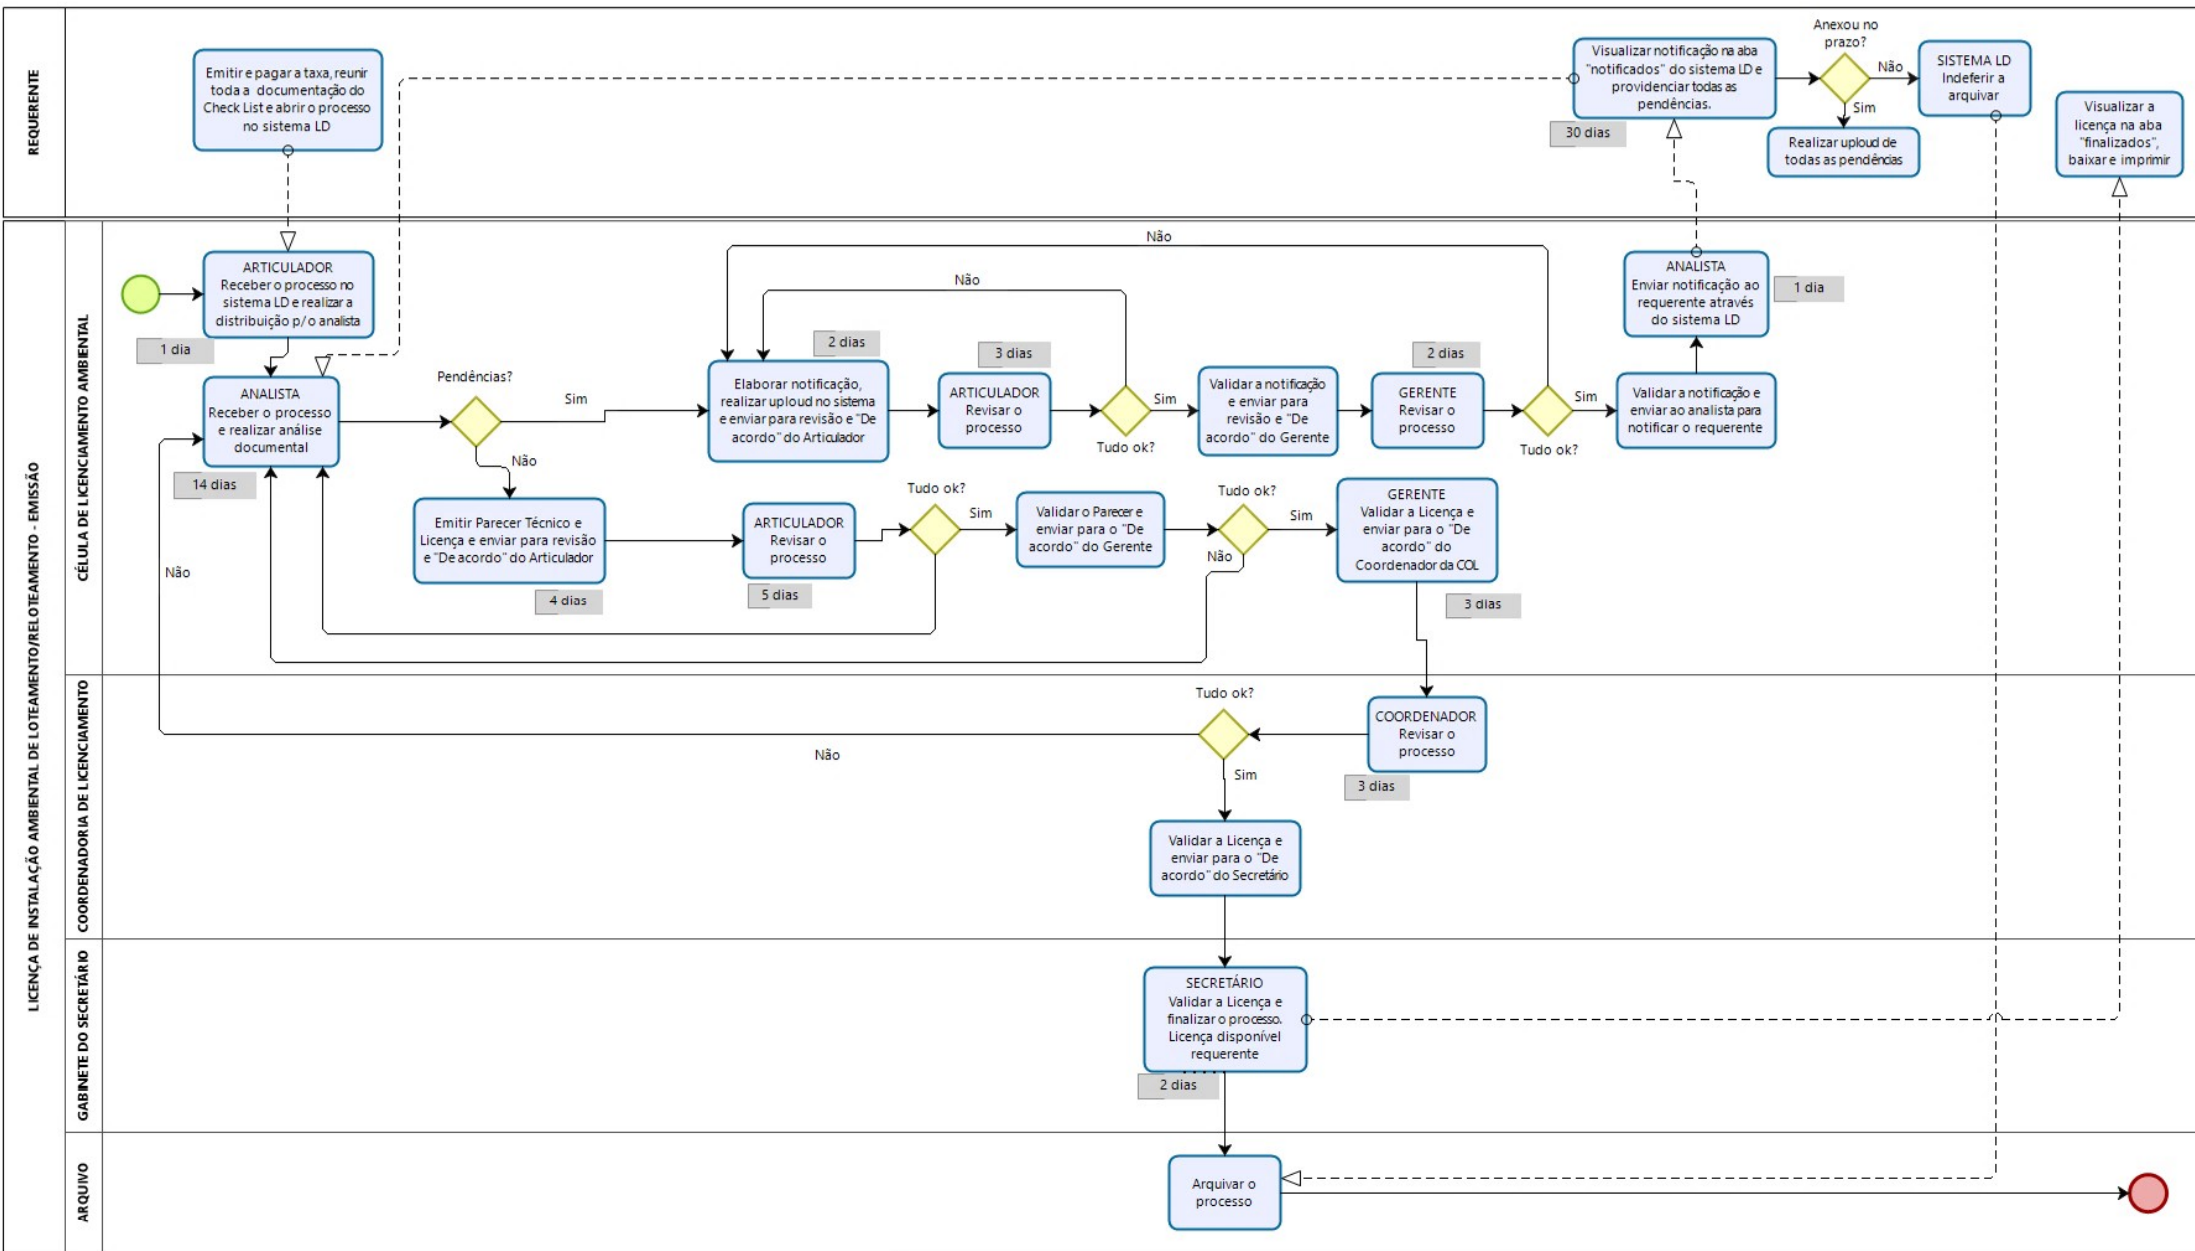 REQUERENTE
Emitir e pagar a taxa, reunir
toda a documentação do
Check List e abrir o processo
no sistema LD
Visualizar notificação na aba
"notificados" do sistema LD e
providenciar todas as
pendências.
30 dias
Anexou no
prazo?
Não
Sim
SISTEMA LD
Indeferir a
arquivar
Realizar uploud de
todas as pendências
Visualizar a
licença na aba
"finalizados",
baixar e imprimir
LICENÇA DE INSTALAÇÃO AMBIENTAL DE LOTEAMENTO/RELOTEAMENTO - EMISSÃO
CÉLULA DE LICENCIAMENTO AMBIENTAL
ARTICULADOR
Receber o processo no
sistema LD e realizar a
distribuição p/ o analista
1 dia
ANALISTA
Receber o processo
e realizar análise
documental
14 dias
Pendências?
Sim
Não
Elaborar notificação,
realizar uploud no sistema
e enviar para revisão e "De
acordo" do Articulador
2 dias
ARTICULADOR
Revisar o
processo
3 dias
Não
Não
Sim
Tudo ok?
Validar a notificação
e enviar para
revisão e "De
acordo" do Gerente
GERENTE
Revisar o
processo
2 dias
Sim
Tudo ok?
Validar a notificação e
enviar ao analista para
notificar o requerente
ANALISTA
Enviar notificação ao
requerente através
do sistema LD
1 dia
Emitir Parecer Técnico e
Licença e enviar para revisão
e "De acordo" do Articulador
4 dias
ARTICULADOR
Revisar o
processo
5 dias
Tudo ok?
Sim
Validar o Parecer e
enviar para o "De
acordo" do Gerente
Tudo ok?
Sim
Não
GERENTE
Validar a Licença e
enviar para o "De
acordo" do
Coordenador da COL
3 dias
Não
COORDENADORIA DE LICENCIAMENTO
COORDENADOR
Revisar o
processo
3 dias
Tudo ok?
Não
Sim
Validar a Licença e
enviar para o "De
acordo" do Secretário
GABINETE DO SECRETÁRIO
SECRETÁRIO
Validar a Licença e
finalizar o processo.
Licença disponível
requerente
2 dias
ARQUIVO
Arquivar o
processo